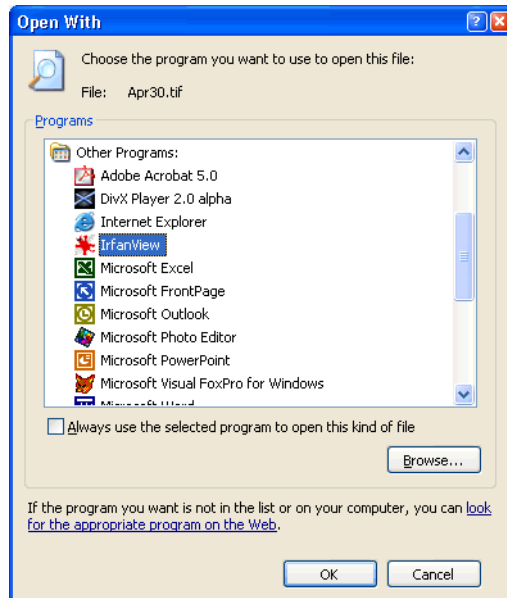 Open With
Choose the program you want to use to open this file:
File: Apr30.tif
Programs
Other Programs:
Adobe Acrobat 5.0
DivX Player 2.0 alpha
Internet Explorer
IrfanView
Microsoft Excel
Microsoft FrontPage
Microsoft Outlook
Microsoft Photo Editor
Microsoft PowerPoint
Microsoft Visual FoxPro for Windows
Microsoft Word
Always use the selected program to open this kind of file
Browse...
If the program you want is not in the list or on your computer, you can look
for the appropriate program on the Web.
OK Cancel